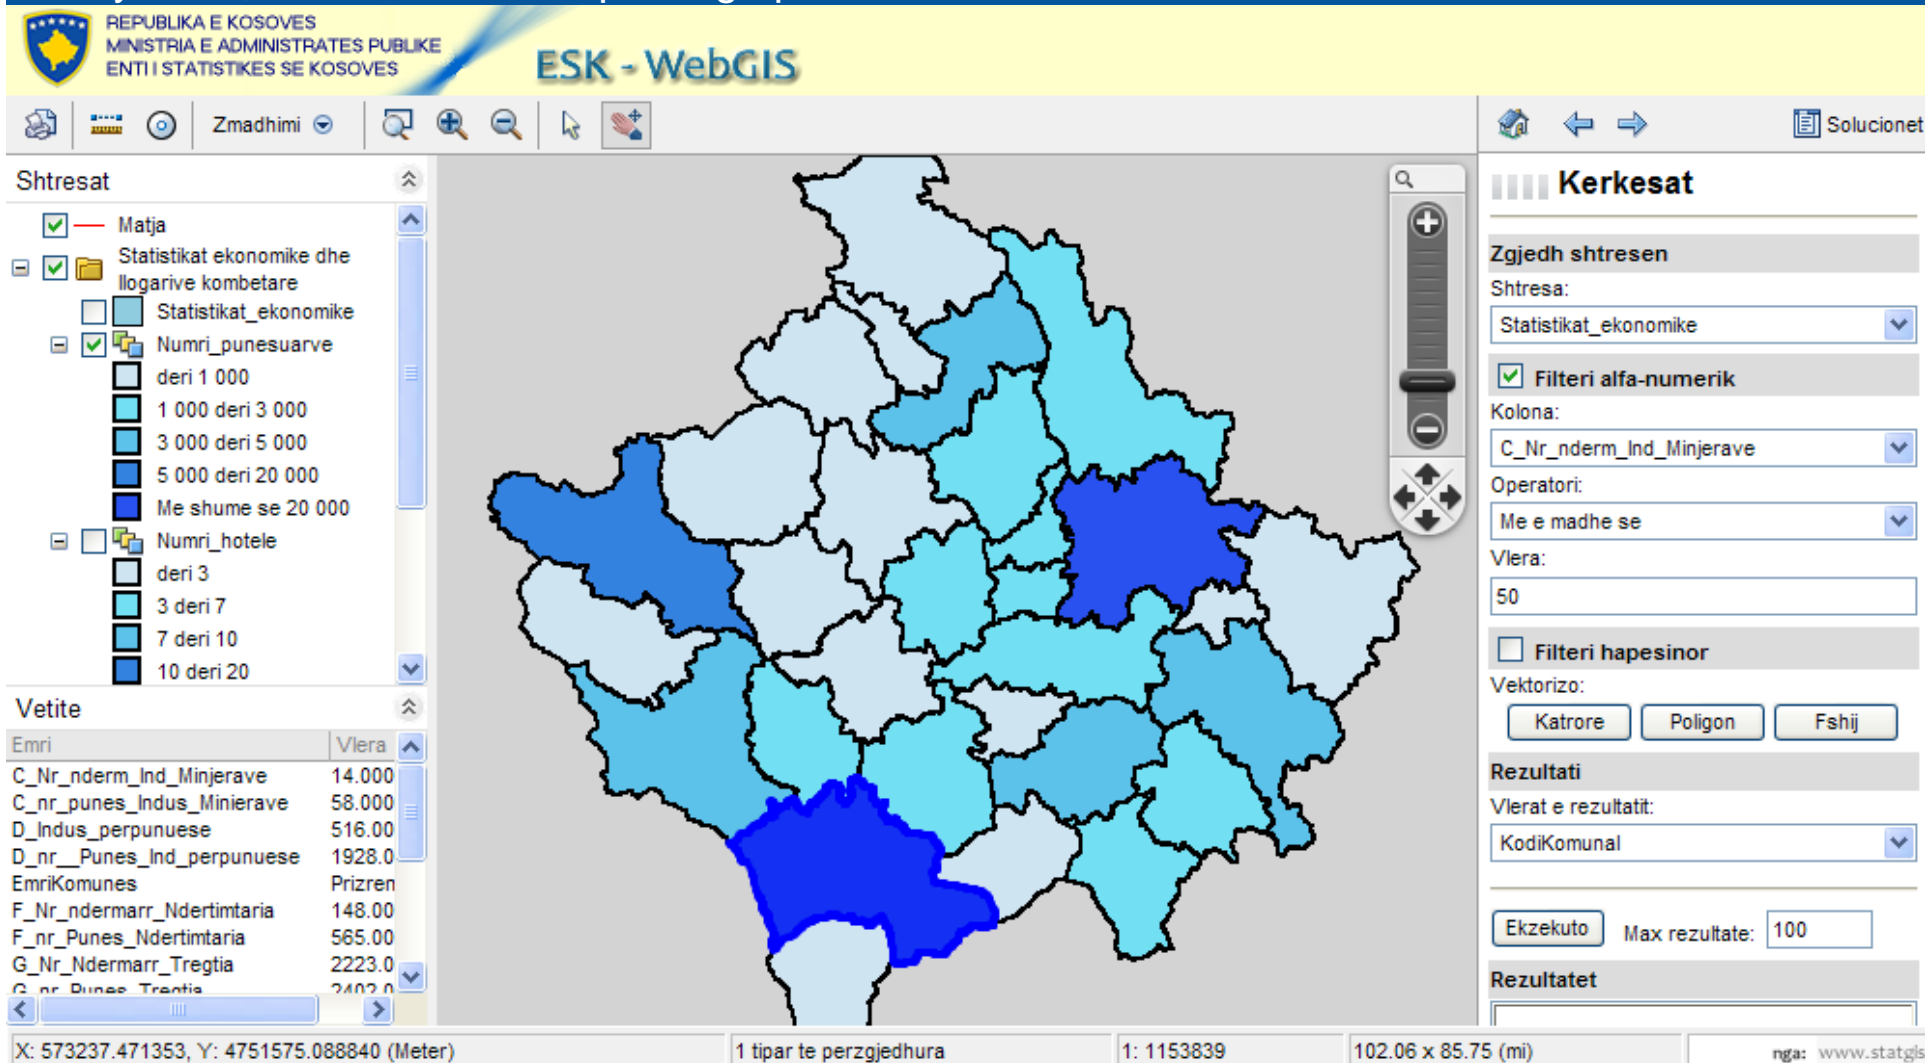 REPUBLIKA E KOSOVES
MINISTRIA E ADMINISTRATES PUBLIKE
ENTI I STATISTIKES SE KOSOVES
ESK - WebGIS
Zmadhimi
Solucionet
Shtresat
Matja
Statistikat ekonomike dhe
llogarive kombetare
Statistikat_ekonomike
Numri_punesuarve
deri 1 000
1 000 deri 3 000
3 000 deri 5 000
5 000 deri 20 000
Me shume se 20 000
Numri_hotele
deri 3
3 deri 7
7 deri 10
10 deri 20
Vetite
Emri Vlera
C_Nr_nderm_Ind_Minjerave 14.000
C_nr_punes_Indus_Minierave 58.000
D_Indus_perpunuese 516.00
D_nr__Punes_Ind_perpunuese 1928.0
EmriKomunes Prizren
F_Nr_ndermarr_Ndertimtaria 148.00
F_nr_Punes_Ndertimtaria 565.00
G_Nr_Ndermarr_Tregtia 2223.0
G_nr_Punes_Tregtia 2402.0
Kerkesat
Zgjedh shtresen
Shtresa:
Statistikat_ekonomike
Filteri alfa-numerik
Kolona:
C_Nr_nderm_Ind_Minjerave
Operatori:
Me e madhe se
Vlera:
50
Filteri hapesinor
Vektorizo:
Katrore Poligon Fshij
Rezultati
Vlerat e rezultatit:
KodiKomunal
Ekzekuto Max rezultate: 100
Rezultatet
X: 573237.471353, Y: 4751575.088840 (Meter) 1 tipar te perzgjedhura 1: 1153839 102.06 x 85.75 (mi) nga: www.statgis